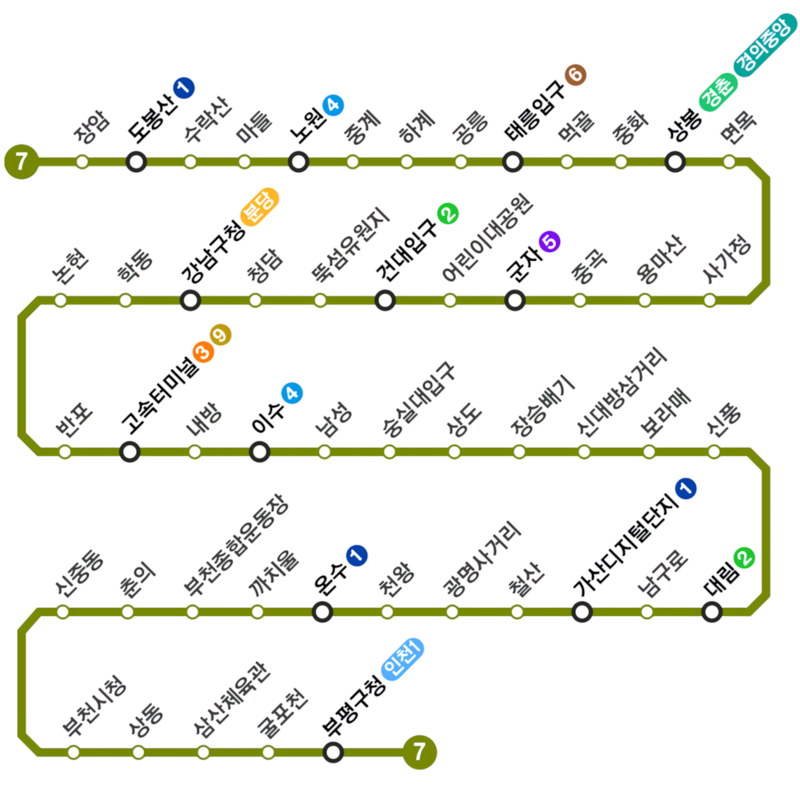 7 장암 도봉산 1 수락산 마들 노원 4 중계 하계 공릉 태릉입구 6 먹골 중화 상봉 경춘 경의중앙 면목
논현 학동 강남구청 분당 청담 뚝섬유원지 건대입구 2 어린이대공원 군자 5 중곡 용마산 사가정
반포 고속터미널 3 9 내방 이수 4 남성 숭실대입구 상도 장승배기 신대방삼거리 보라매 신풍
신중동 춘의 부천종합운동장 까치울 온수 1 천왕 광명사거리 철산 가산디지털단지 1 남구로 대림 2
부천시청 상동 삼산체육관 굴포천 부평구청 인천1 7